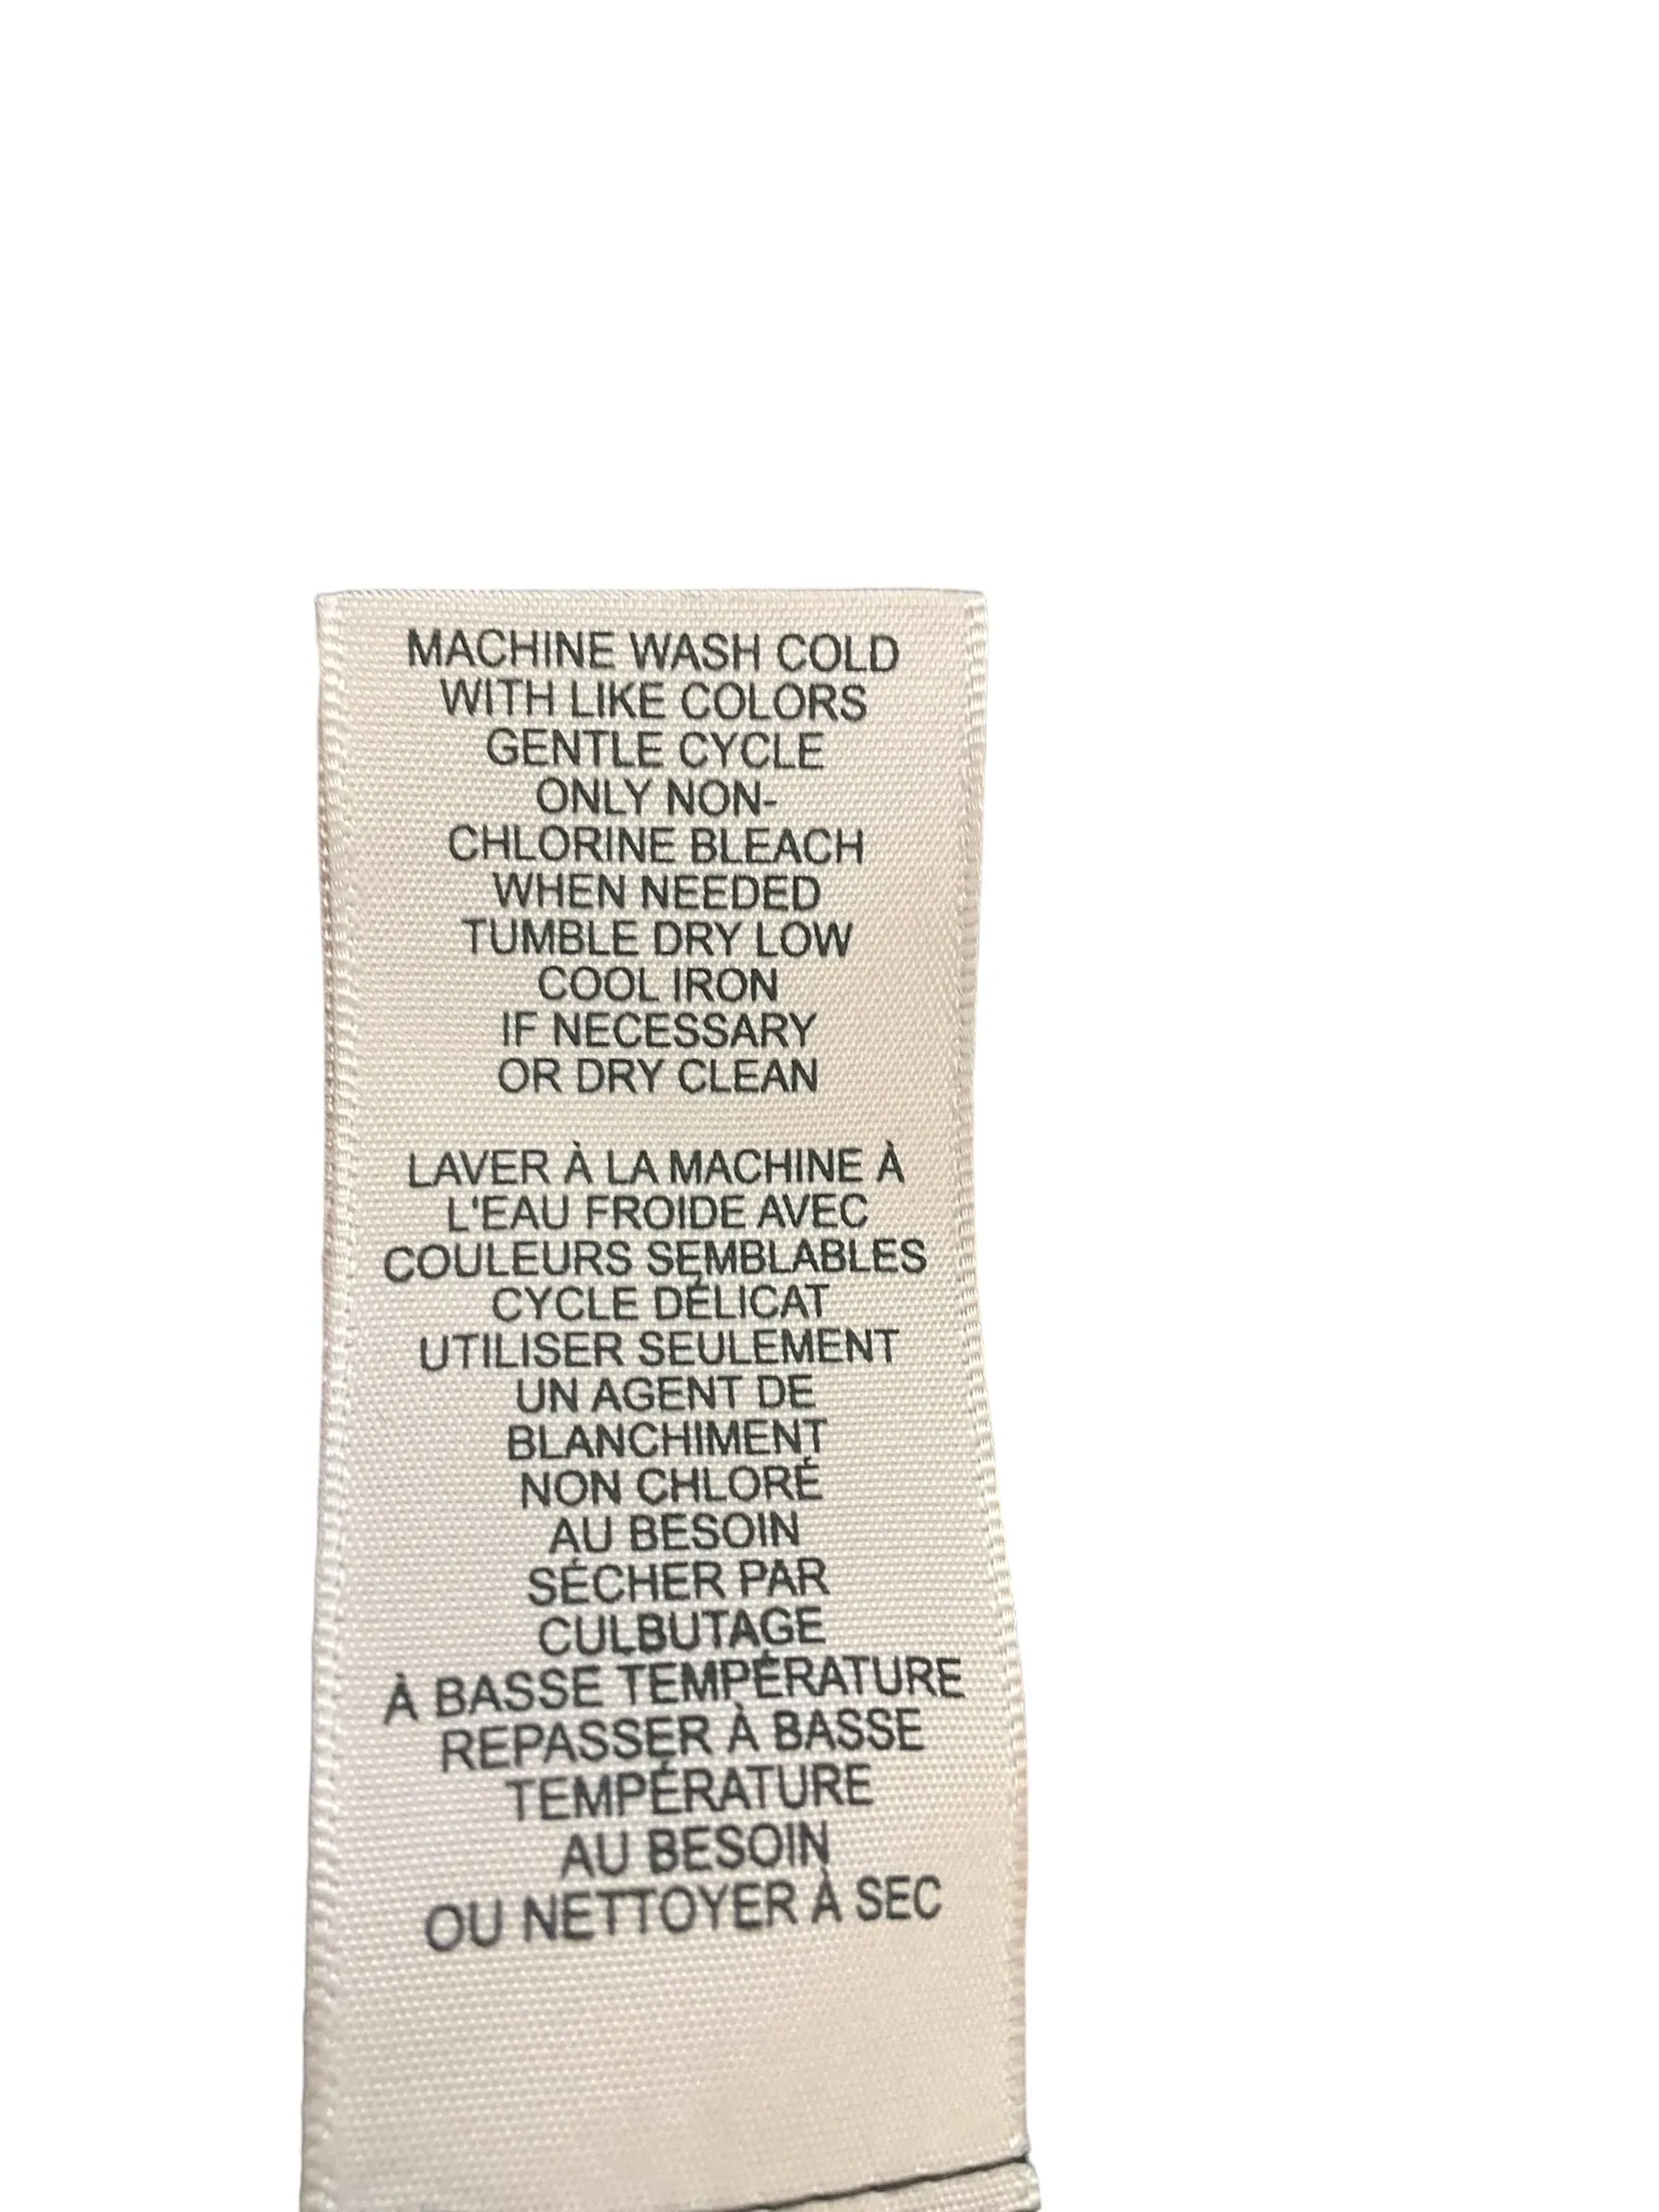 MACHINE WASH COLD
WITH LIKE COLORS
GENTLE CYCLE
ONLY NON-
CHLORINE BLEACH
WHEN NEEDED
TUMBLE DRY LOW
COOL IRON
IF NECESSARY
OR DRY CLEAN
LAVER À LA MACHINE À
L'EAU FROIDE AVEC
COULEURS SEMBLABLES
CYCLE DÉLICAT
UTILISER SEULEMENT
UN AGENT DE
BLANCHIMENT
NON CHLORÉ
AU BESOIN
SÉCHER PAR
CULBUTAGE
À BASSE TEMPÉRATURE
REPASSER À BASSE
TEMPÉRATURE
AU BESOIN
OU NETTOYER À SEC